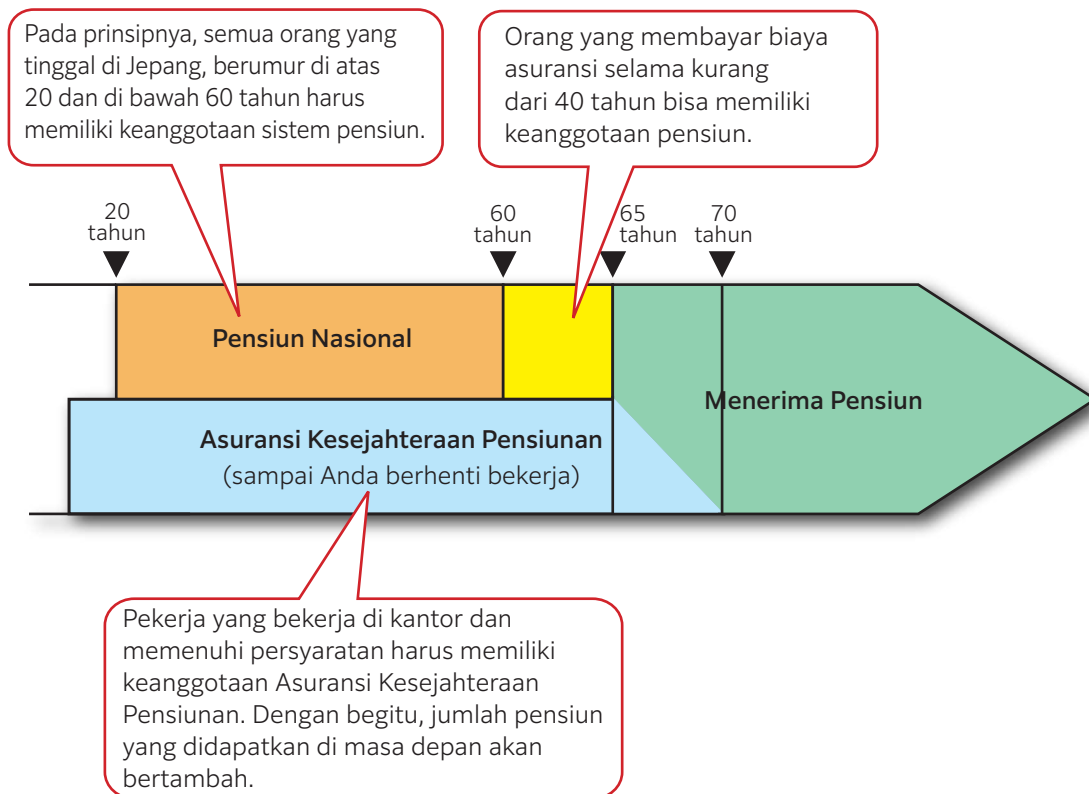 Pada prinsipnya, semua orang yang
tinggal di Jepang, berumur di atas
20 dan di bawah 60 tahun harus
memiliki keanggotaan sistem pensiun.
Orang yang membayar biaya
asuransi selama kurang
dari 40 tahun bisa memiliki
keanggotaan pensiun.
20
tahun
60
tahun
65
tahun
70
tahun
Pensiun Nasional
Menerima Pensiun
Asuransi Kesejahteraan Pensiunan
(sampai Anda berhenti bekerja)
Pekerja yang bekerja di kantor dan
memenuhi persyaratan harus memiliki
keanggotaan Asuransi Kesejahteraan
Pensiunan. Dengan begitu, jumlah pensiun
yang didapatkan di masa depan akan
bertambah.